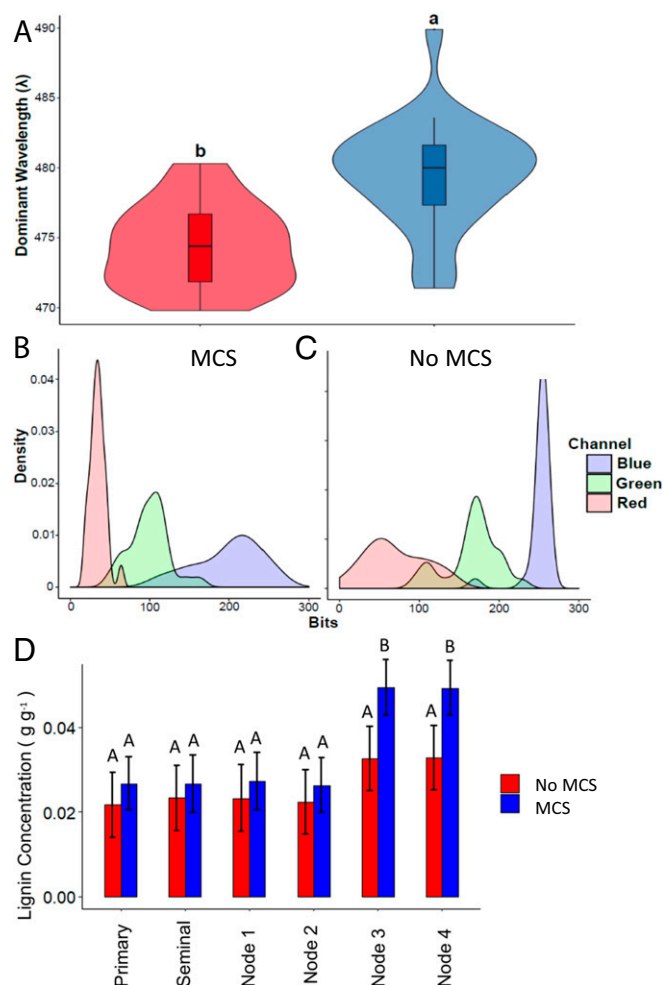 A
Dominant Wavelength (λ)
490
485
480
475
470
b
a
B
MCS
C
No MCS
Density
0.04
0.03
0.02
0.01
0
0
100
200
300
0
100
200
300
Bits
Channel
Blue
Green
Red
D
Lignin Concentration ( g g-1 )
0.04
0.02
0.00
A A A A A A A A A B A B
No MCS
MCS
Primary
Seminal
Node 1
Node 2
Node 3
Node 4